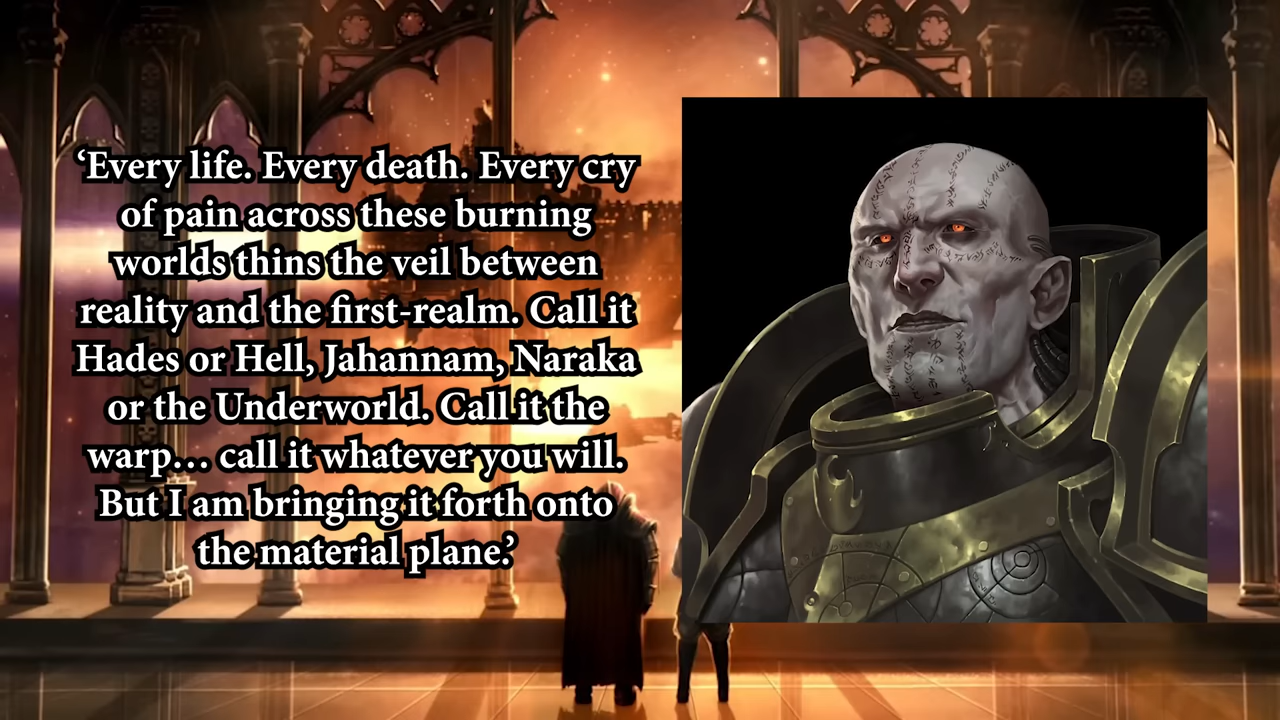 ‘Every life. Every death. Every cry
of pain across these burning
worlds thins the veil between
reality and the first-realm. Call it
Hades or Hell, Jahannam, Naraka
or the Underworld. Call it the
warp… call it whatever you will.
But I am bringing it forth onto
the material plane.’